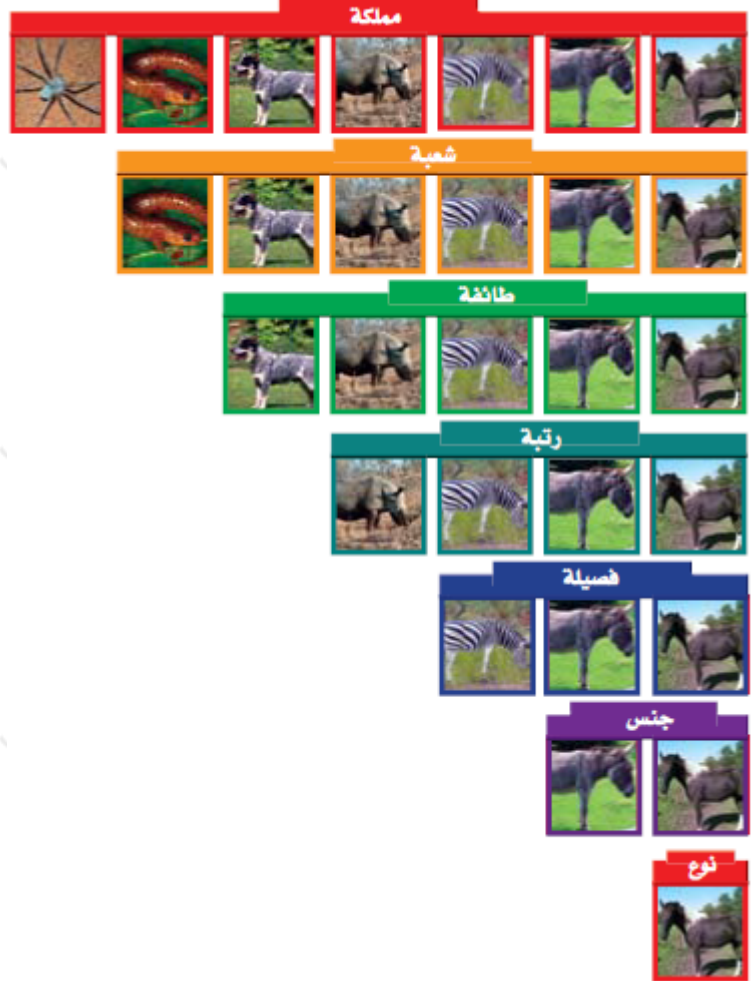 مملكة
شعبة
طائفة
رتبة
فصيلة
جنس
نوع